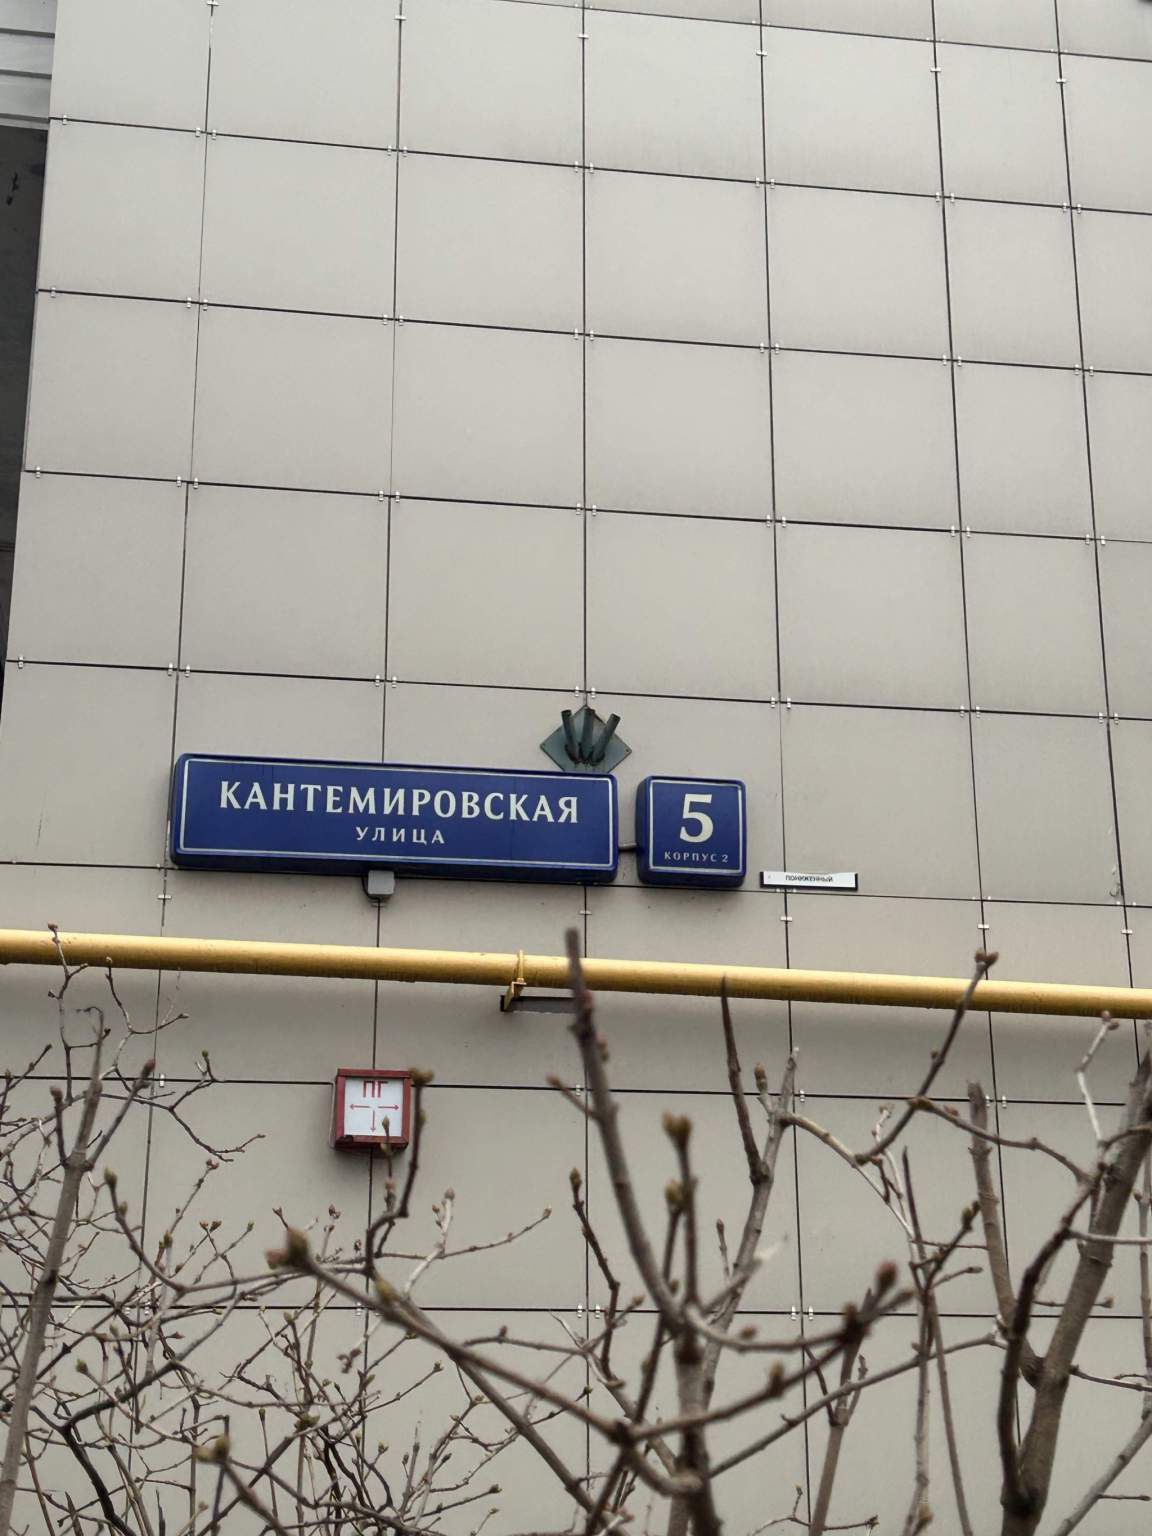 КАНТЕМИРОВСКАЯ
УЛИЦА
5
КОРПУС 2
ПОНИЖЕННЫЙ
ПГ